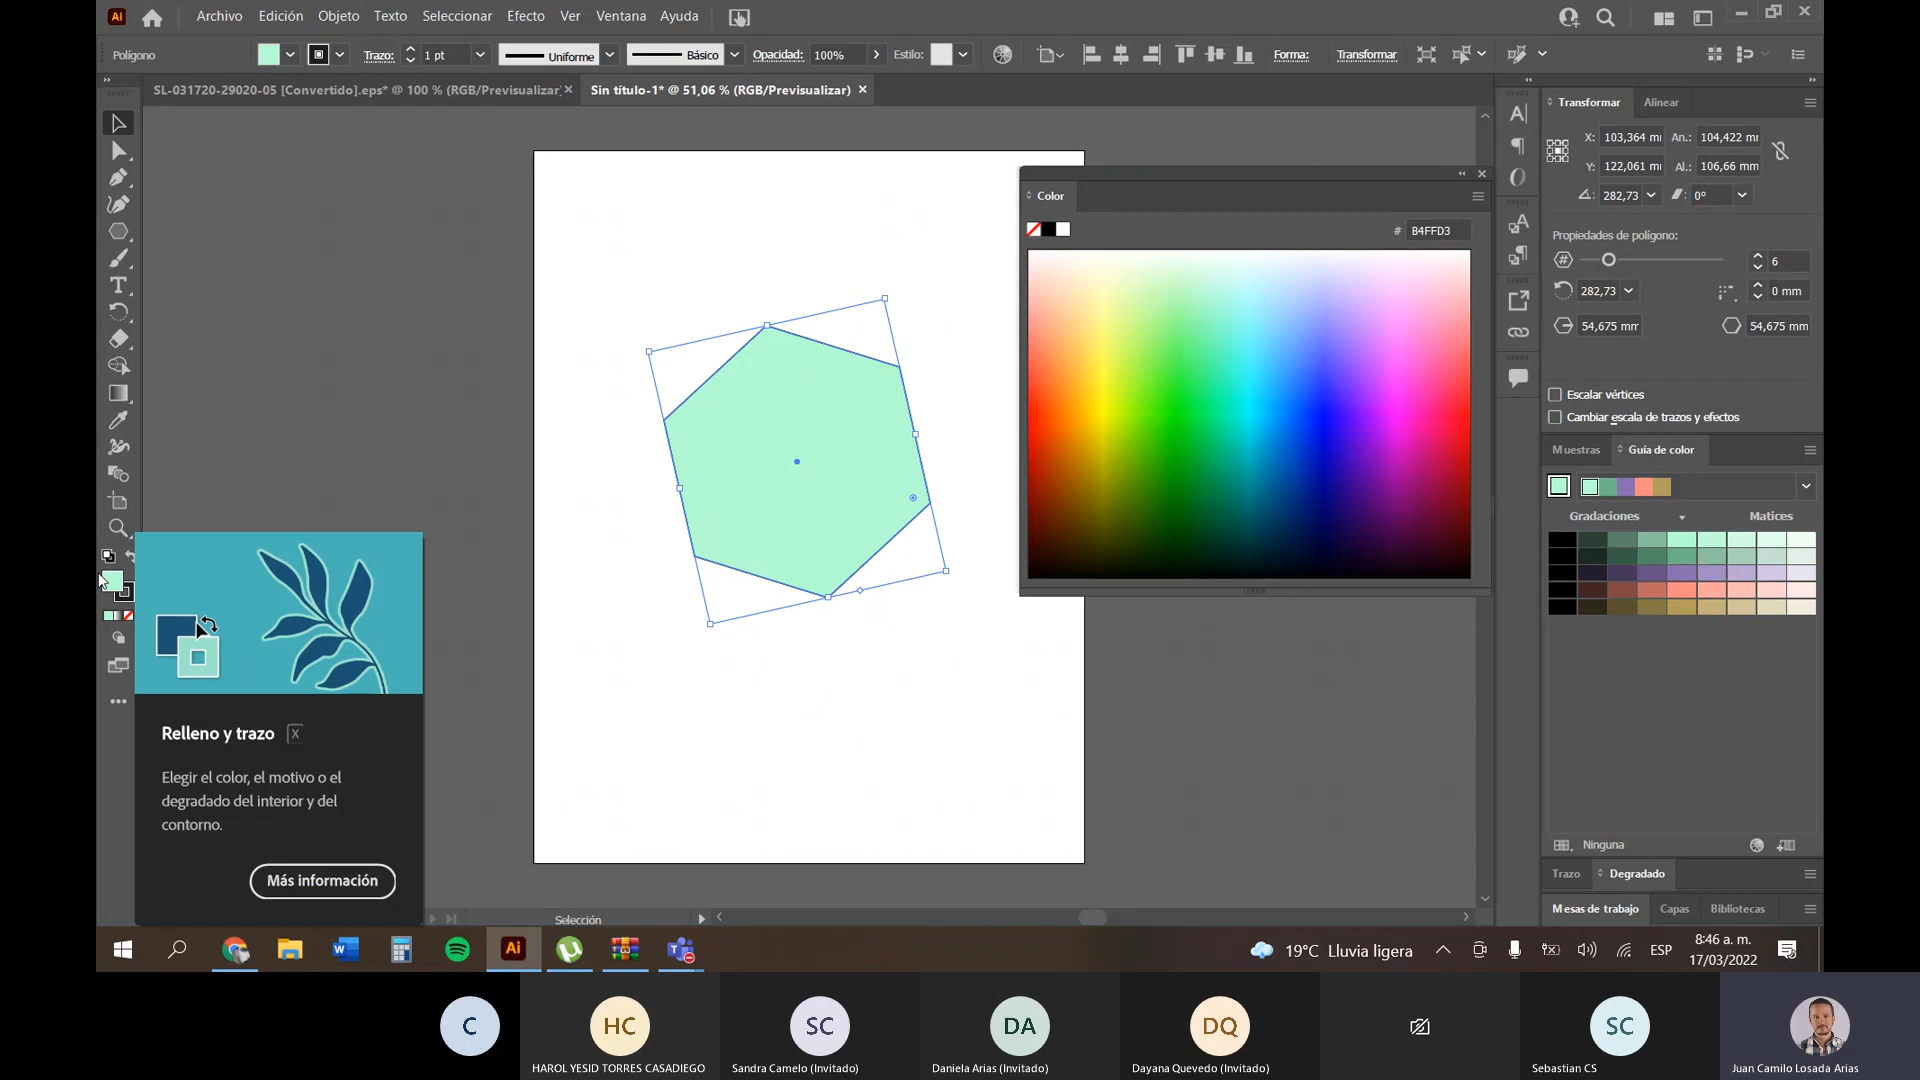 Ai
Archivo Edición Objeto Texto Seleccionar Efecto Ver Ventana Ayuda
Polígono Trazo: 1 pt Uniforme Básico Opacidad: 100% Estilo: Forma: Transformar
SL-031720-29020-05 [Convertido].eps* @ 100 % (RGB/Previsualizar)
Sin título-1* @ 51,06 % (RGB/Previsualizar)
Transformar Alinear
X: 103,364 mi An.: 104,422 mi
Y: 122,061 mi Al.: 106,66 mm
282,73 0°
Propiedades de polígono:
6
282,73 0 mm
54,675 mm 54,675 mm
Escalar vértices
Cambiar escala de trazos y efectos
Color
# B4FFD3
Muestras Guía de color
Gradaciones Matices
Ninguna
Trazo Degradado
Mesas de trabajo Capas Bibliotecas
Relleno y trazo X
Elegir el color, el motivo o el
degradado del interior y del
contorno.
Más información
Selección
W
Ai
19°C Lluvia ligera
ESP
8:46 a. m.
17/03/2022
C
HC
HAROL YESID TORRES CASADIEGO
SC
Sandra Camelo (Invitado)
DA
Daniela Arias (Invitado)
DQ
Dayana Quevedo (Invitado)
SC
Sebastian CS
Juan Camilo Losada Arias